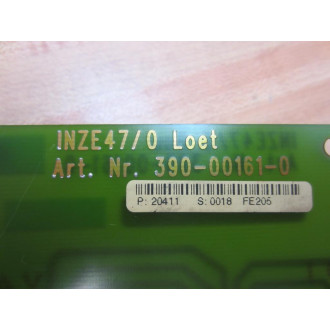 INZE47/0 Loet
Art. Nr. 390-00161-0
P: 20411 S: 0018 FE205